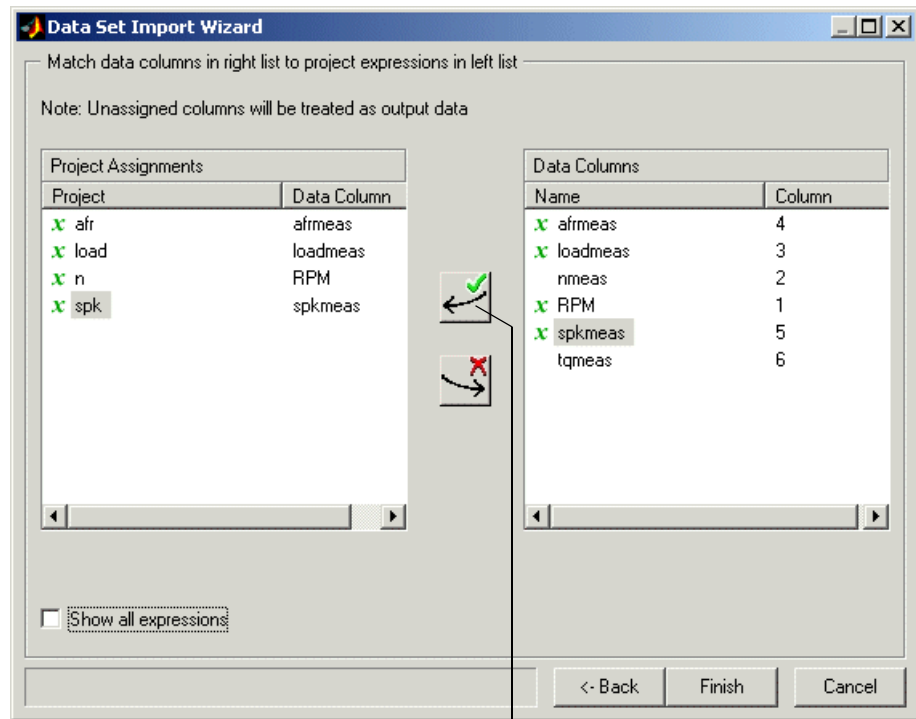 Data Set Import Wizard
Match data columns in right list to project expressions in left list
Note: Unassigned columns will be treated as output data
Project Assignments
Project Data Column
x afr afrmeas
x load loadmeas
x n RPM
x spk spkmeas
Data Columns
Name Column
x afrmeas 4
x loadmeas 3
nmeas 2
x RPM 1
x spkmeas 5
tqmeas 6
Show all expressions
<- Back Finish Cancel